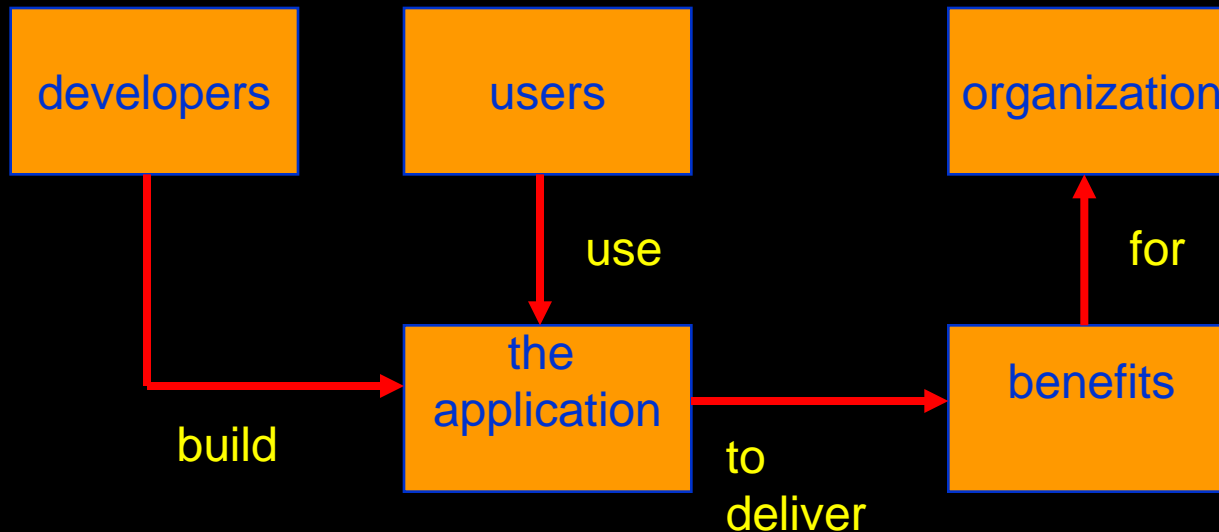 developers
users
organization
use
for
the
application
benefits
build
to
deliver